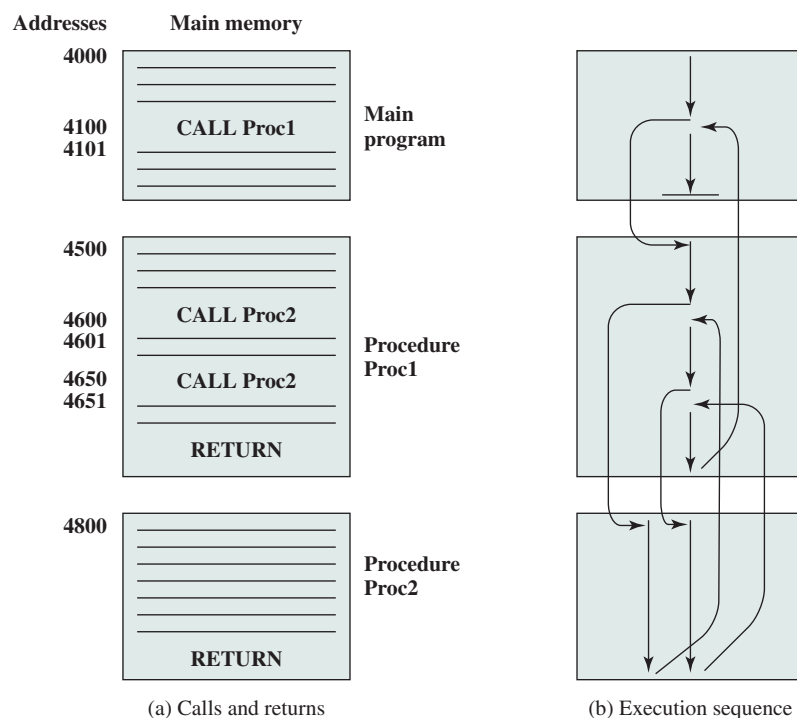 Addresses
Main memory
4000
4100
4101
CALL Proc1
Main
program
4500
CALL Proc2
4600
4601
CALL Proc2
4650
4651
RETURN
Procedure
Proc1
4800
RETURN
Procedure
Proc2
(a) Calls and returns
(b) Execution sequence